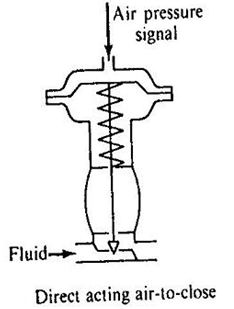 Air pressure
signal
Fluid
Direct acting air-to-close